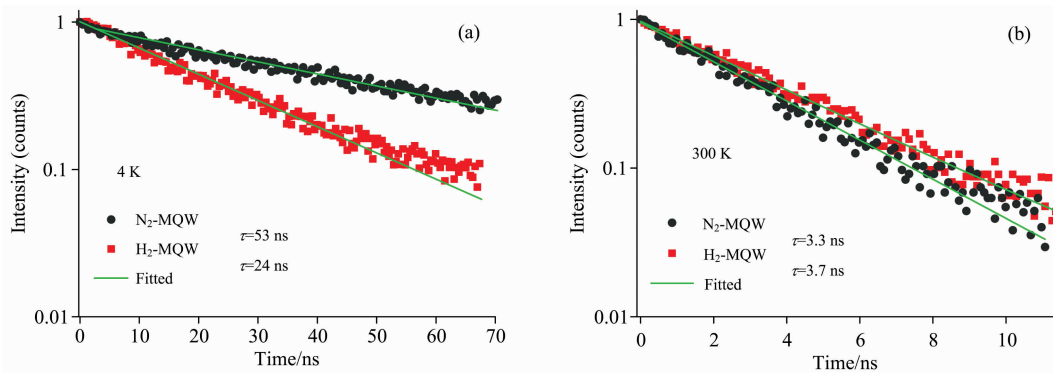 (a)
1
0.1
0.01
Intensity (counts)
4 K
N₂-MQW
H₂-MQW
τ=53 ns
τ=24 ns
Fitted
0 10 20 30 40 50 60 70
Time/ns
(b)
1
0.1
0.01
Intensity (counts)
300 K
N₂-MQW
H₂-MQW
τ=3.3 ns
τ=3.7 ns
Fitted
0 2 4 6 8 10
Time/ns